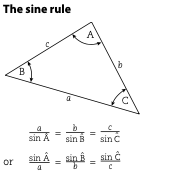 The sine rule
A
c
b
B
a
C
a/sin Â = b/sin B̂ = c/sin Ĉ
or sin Â/a = sin B̂/b = sin Ĉ/c